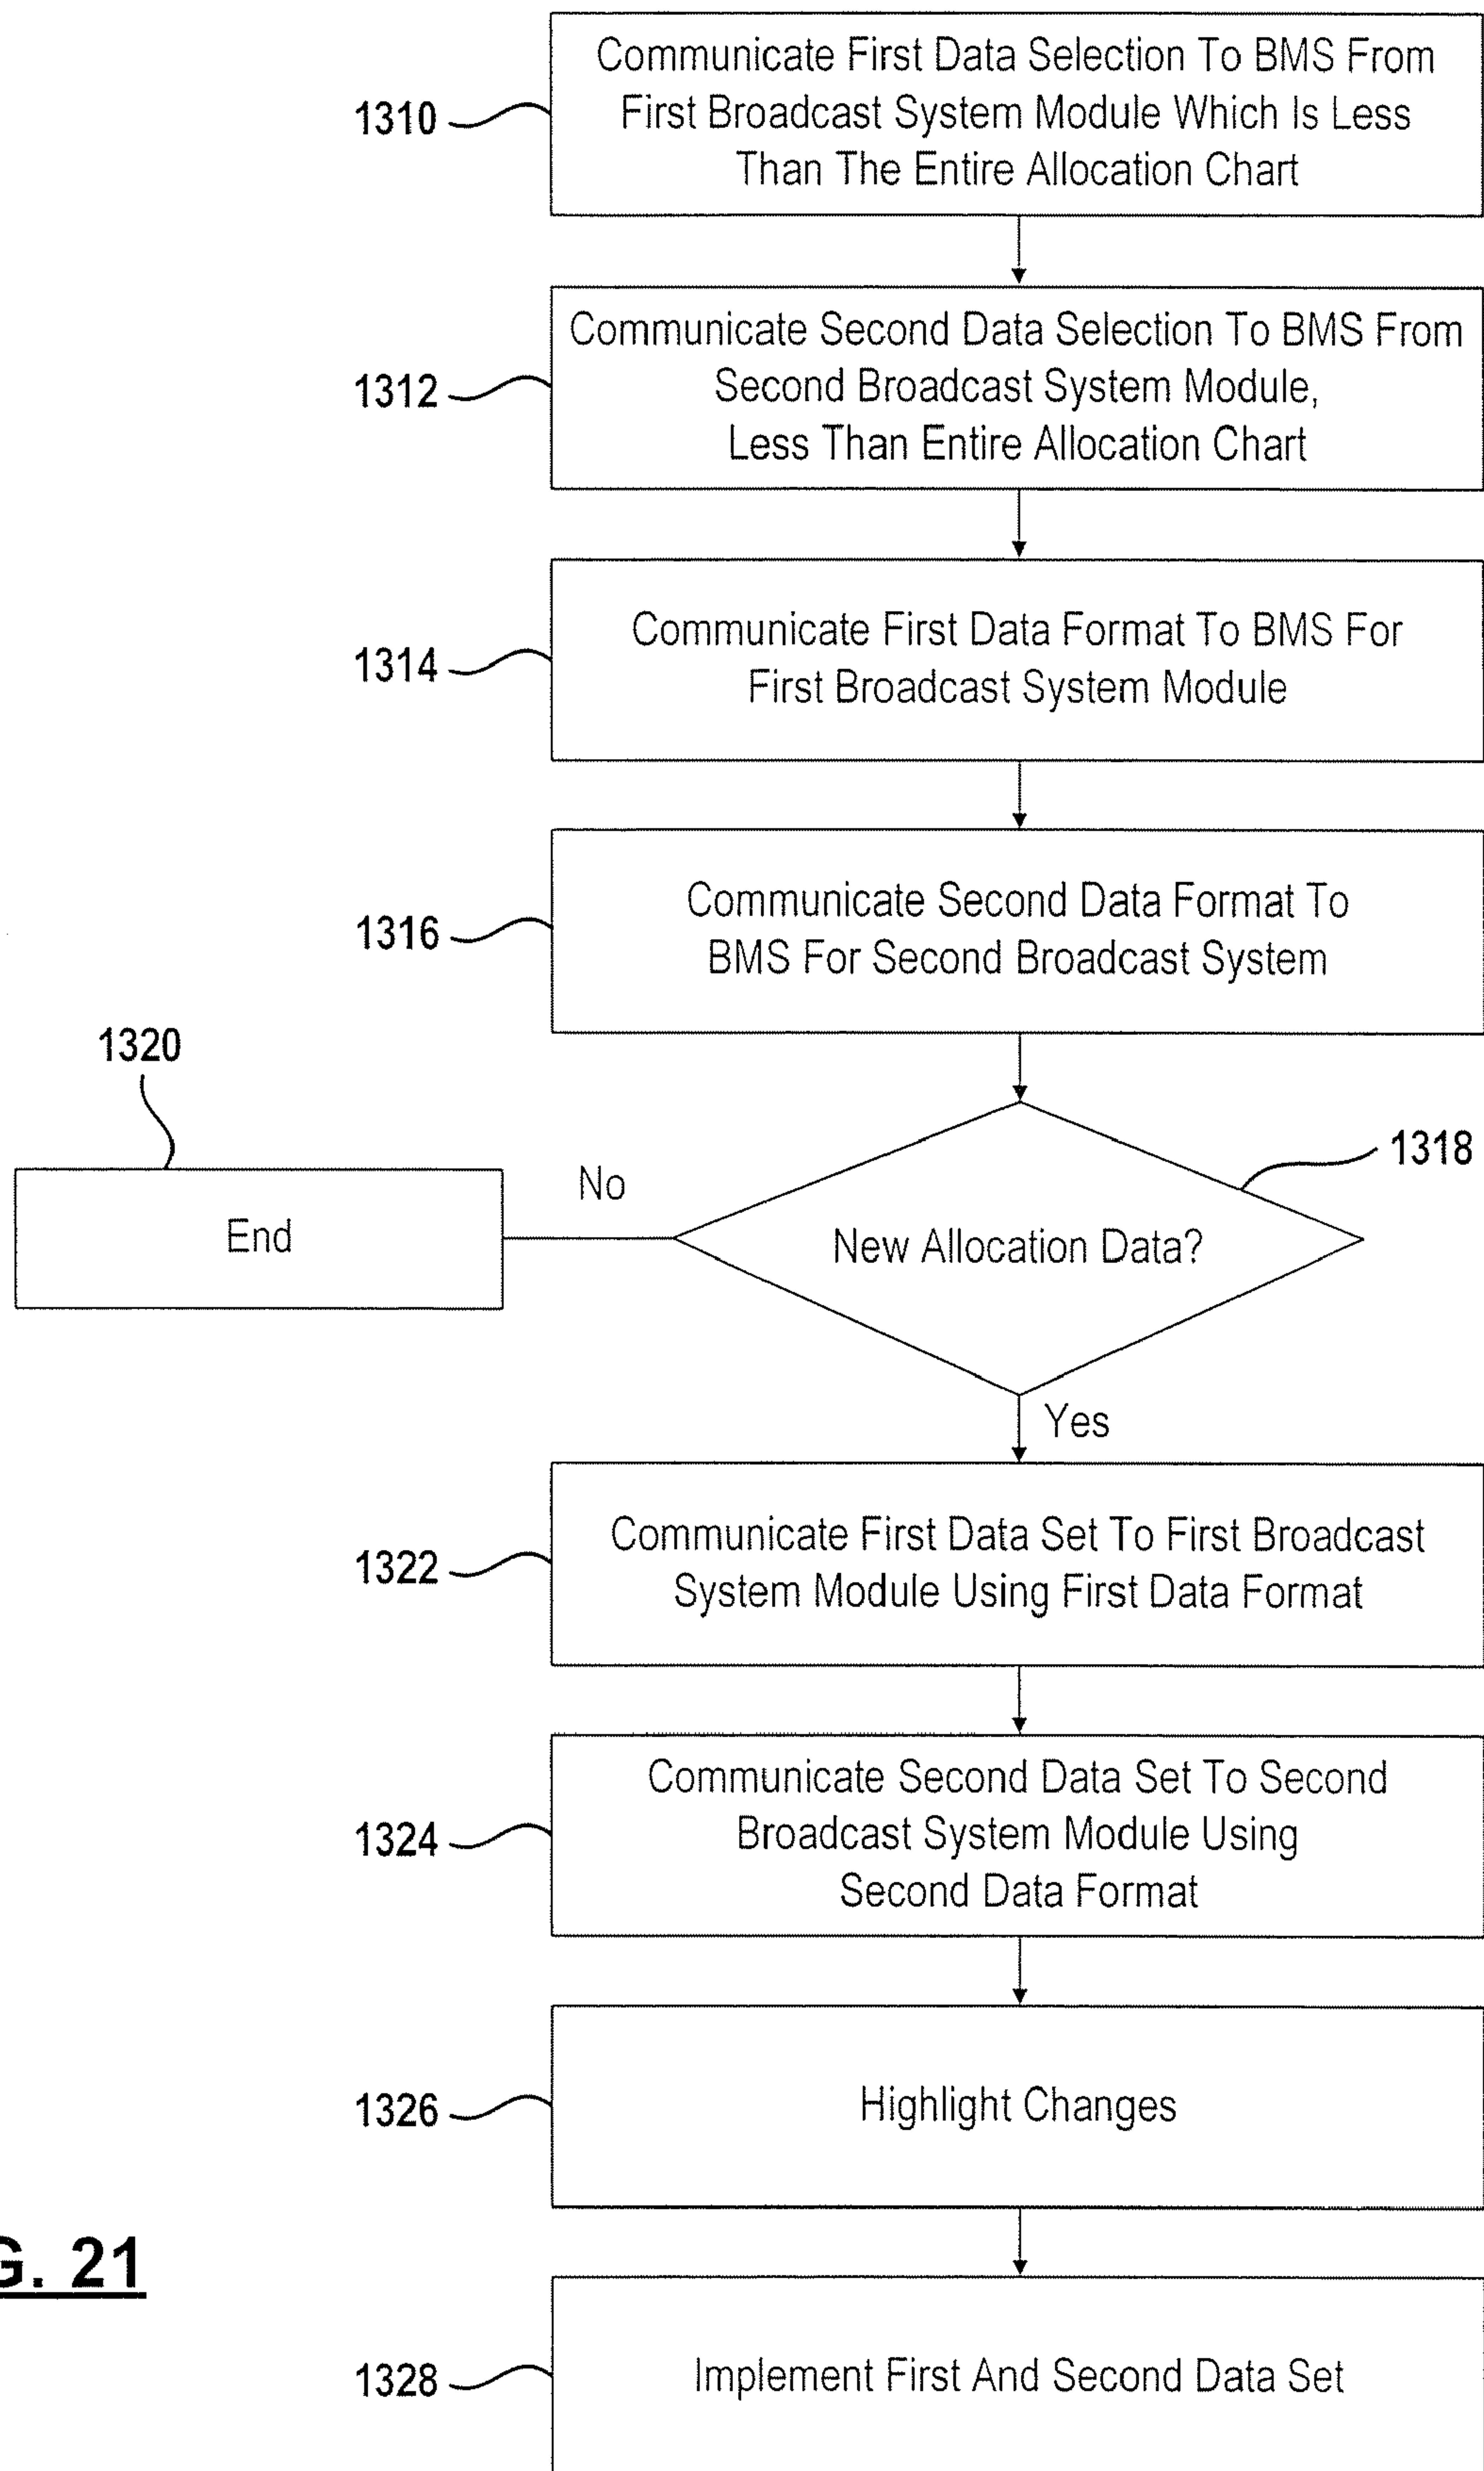 1310
Communicate First Data Selection To BMS From
First Broadcast System Module Which Is Less
Than The Entire Allocation Chart
1312
Communicate Second Data Selection To BMS From
Second Broadcast System Module,
Less Than Entire Allocation Chart
1314
Communicate First Data Format To BMS For
First Broadcast System Module
1316
Communicate Second Data Format To
BMS For Second Broadcast System
1320
End
No
1318
New Allocation Data?
Yes
1322
Communicate First Data Set To First Broadcast
System Module Using First Data Format
1324
Communicate Second Data Set To Second
Broadcast System Module Using
Second Data Format
1326
Highlight Changes
G. 21
1328
Implement First And Second Data Set